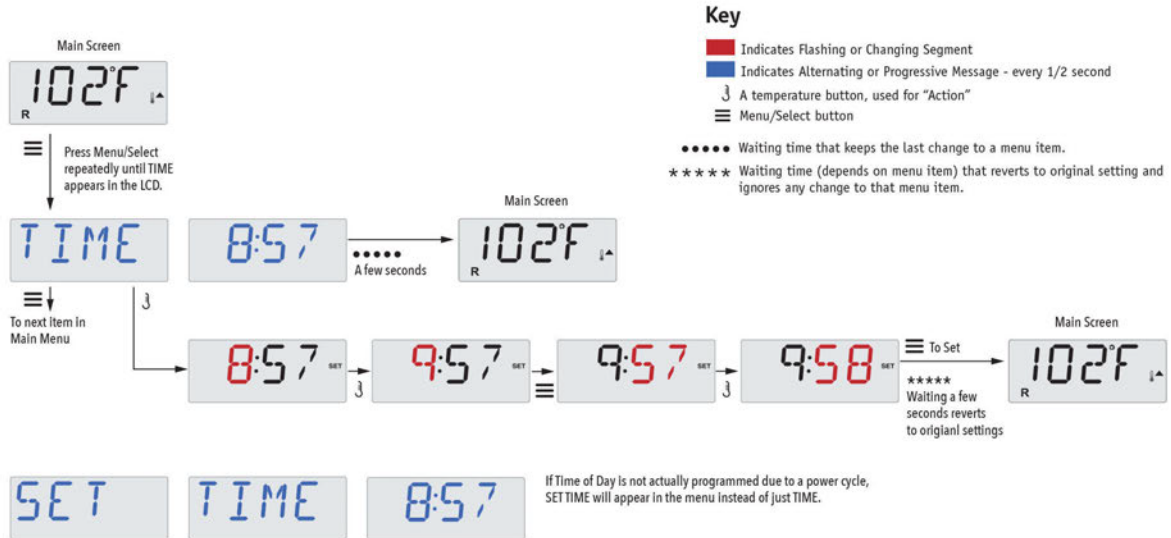 Key
Indicates Flashing or Changing Segment
Indicates Alternating or Progressive Message - every 1/2 second
A temperature button, used for “Action”
Menu/Select button
••••• Waiting time that keeps the last change to a menu item.
***** Waiting time (depends on menu item) that reverts to original setting and
ignores any change to that menu item.
Main Screen
102°F
R
Press Menu/Select
repeatedly until TIME
appears in the LCD.
TIME
8:57
•••••
A few seconds
Main Screen
102°F
R
To next item in
Main Menu
8:57 SET
9:57 SET
9:57 SET
9:58 SET
To Set
*****
Waiting a few
seconds reverts
to origianl settings
Main Screen
102°F
R
SET
TIME
8:57
If Time of Day is not actually programmed due to a power cycle,
SET TIME will appear in the menu instead of just TIME.